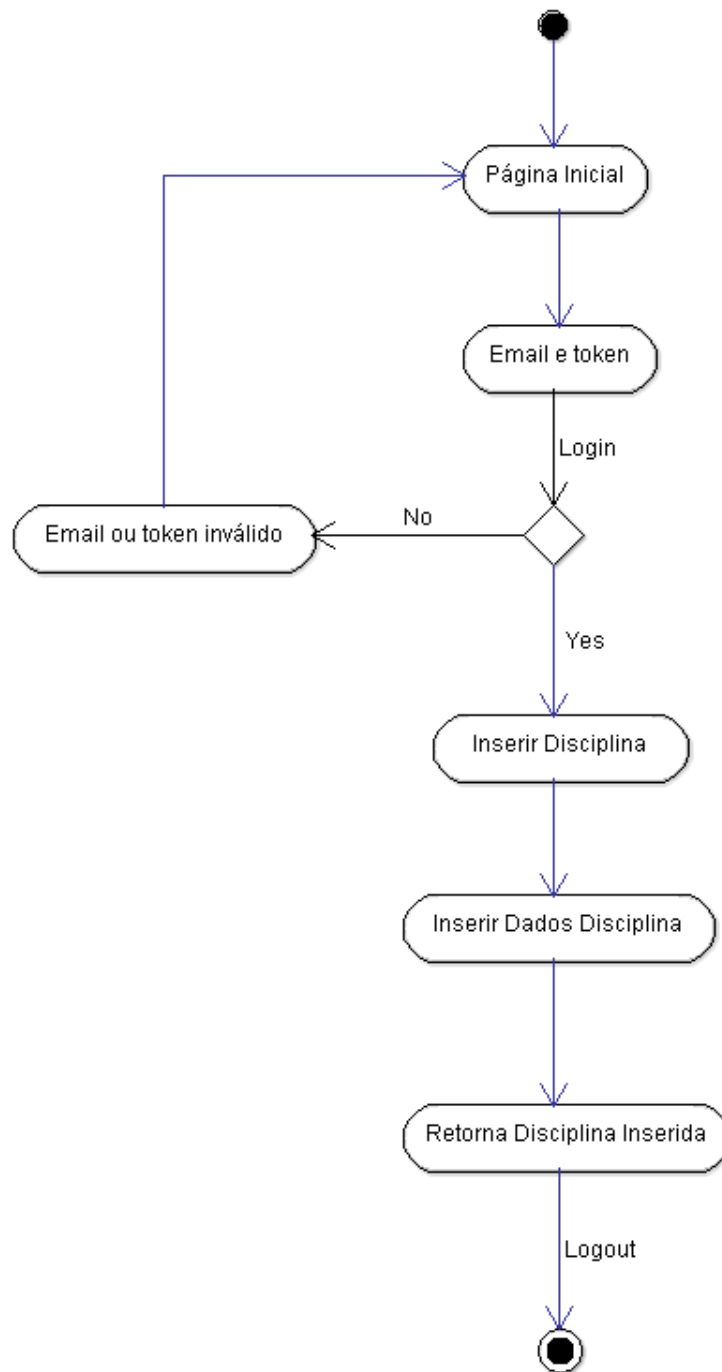 Página Inicial
Email e token
Login
No
Email ou token inválido
Yes
Inserir Disciplina
Inserir Dados Disciplina
Retorna Disciplina Inserida
Logout